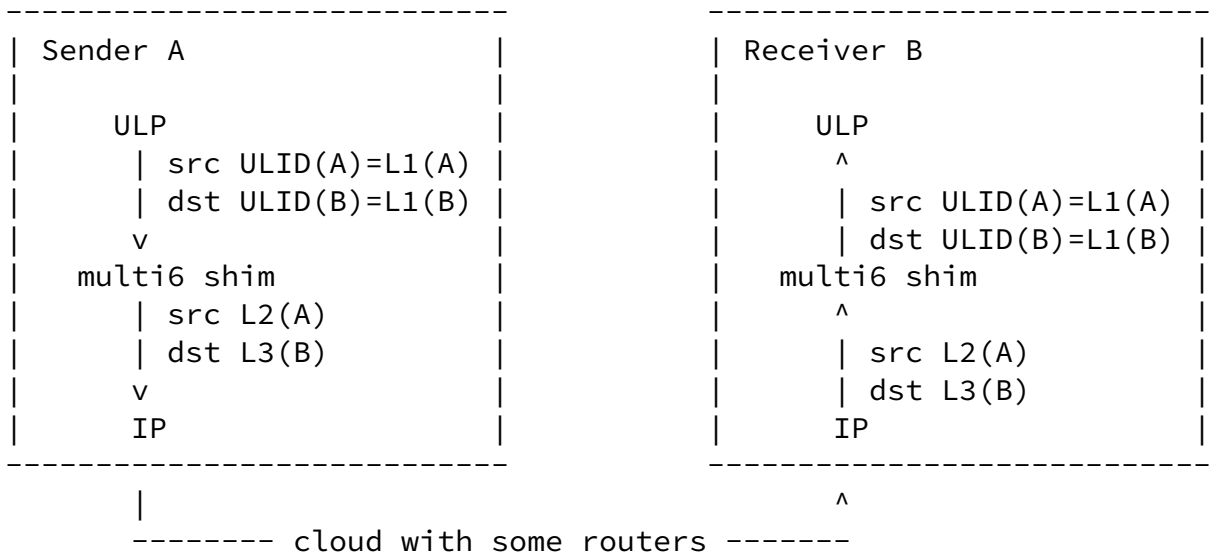 ----------------------------          ----------------------------
| Sender A                 |          | Receiver B               |
|                          |          |                          |
|     ULP                  |          |     ULP                  |
|      | src ULID(A)=L1(A) |          |      ^                   |
|      | dst ULID(B)=L1(B) |          |      | src ULID(A)=L1(A) |
|      v                   |          |      | dst ULID(B)=L1(B) |
|   multi6 shim            |          |   multi6 shim            |
|      | src L2(A)         |          |      ^                   |
|      | dst L3(B)         |          |      | src L2(A)         |
|      v                   |          |      | dst L3(B)         |
|      IP                  |          |      IP                  |
----------------------------          ----------------------------
       |                                     ^
       -------- cloud with some routers -------